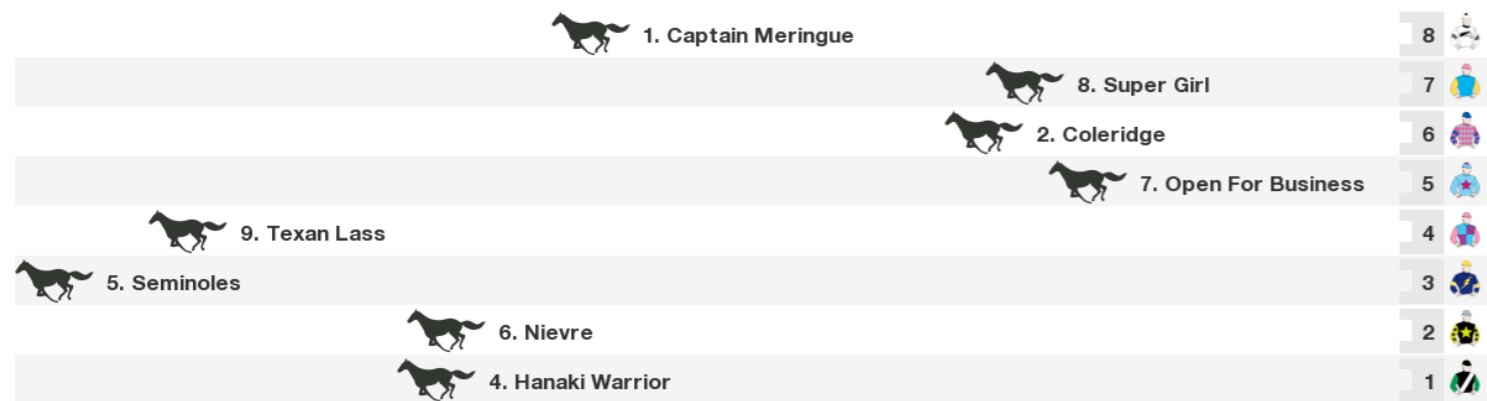 1. Captain Meringue 8
8. Super Girl 7
2. Coleridge 6
7. Open For Business 5
9. Texan Lass 4
5. Seminoles 3
6. Nievre 2
4. Hanaki Warrior 1